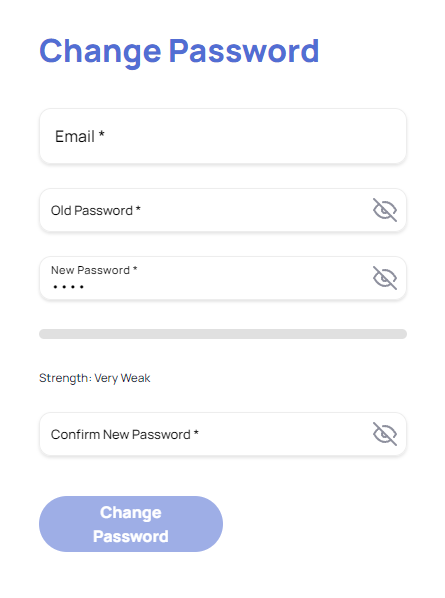 Change Password
Email *
Old Password *
New Password *
••••
Strength: Very Weak
Confirm New Password *
Change
Password